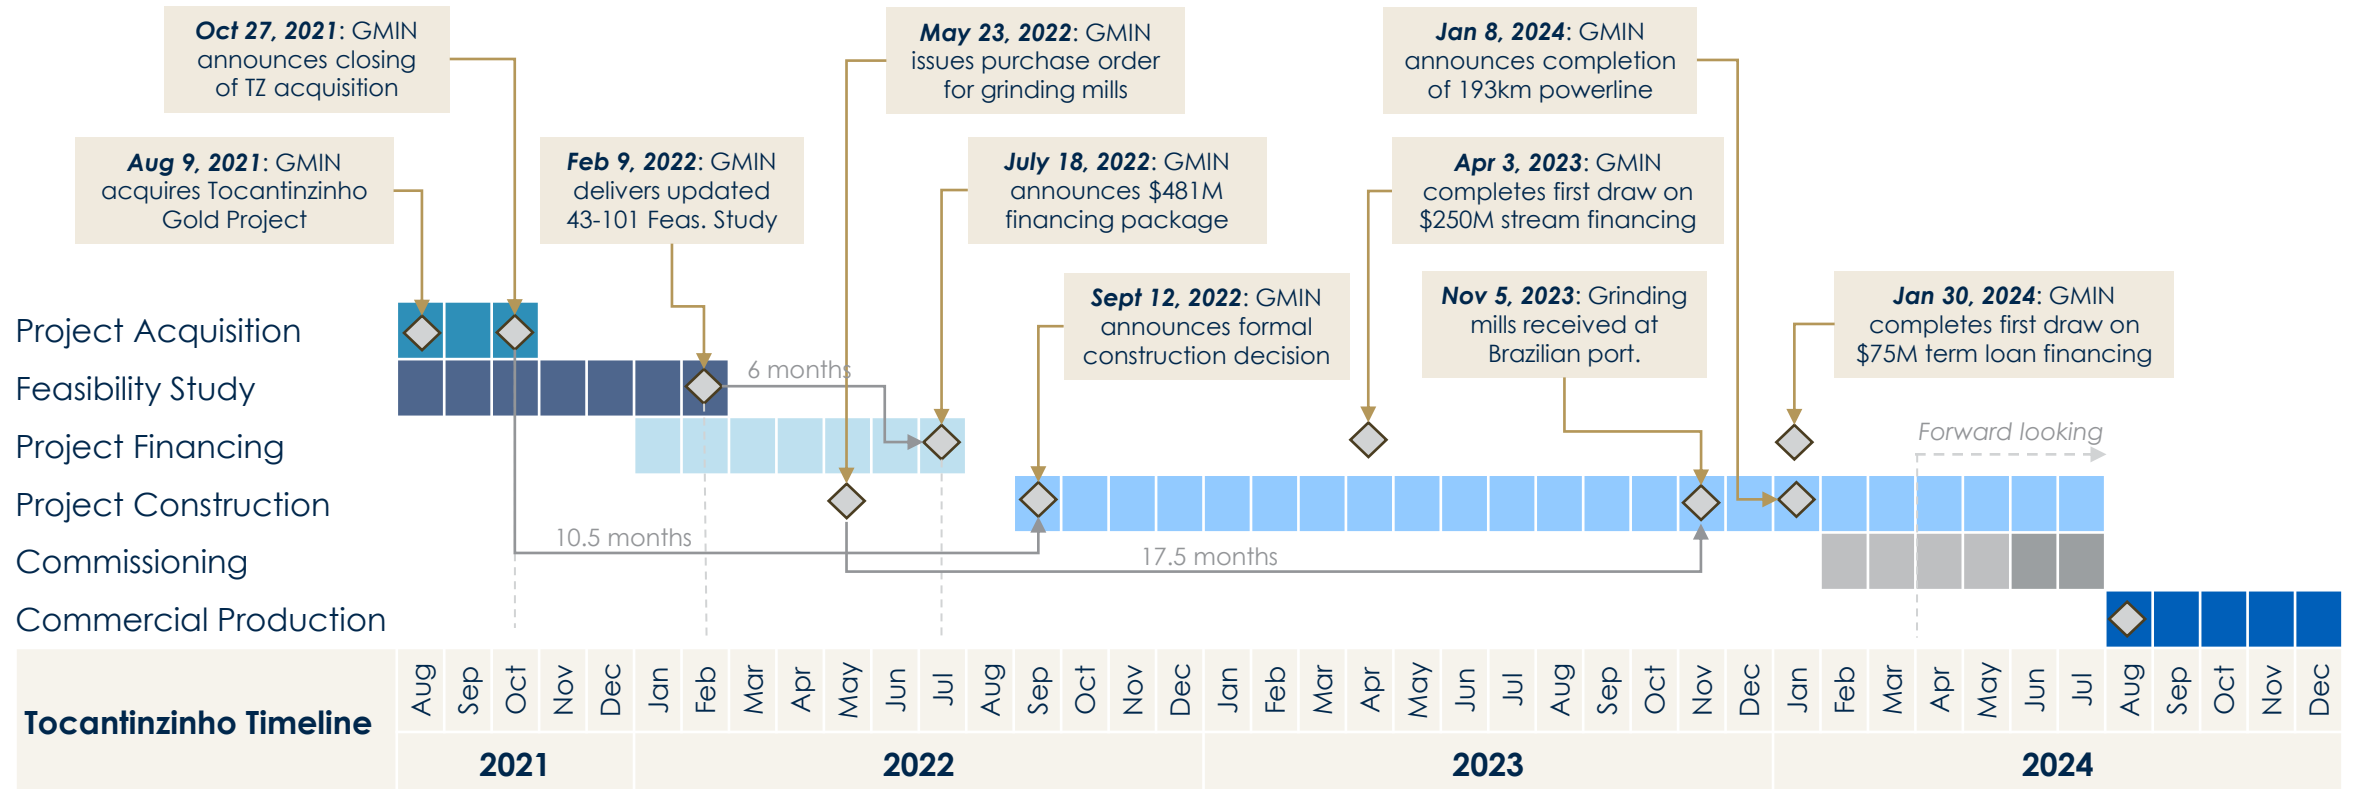 Oct 27, 2021: GMIN
announces closing
of TZ acquisition
May 23, 2022: GMIN
issues purchase order
for grinding mills
Jan 8, 2024: GMIN
announces completion
of 193km powerline
Aug 9, 2021: GMIN
acquires Tocantinzinho
Gold Project
Feb 9, 2022: GMIN
delivers updated
43-101 Feas. Study
July 18, 2022: GMIN
announces $481M
financing package
Apr 3, 2023: GMIN
completes first draw on
$250M stream financing
Sept 12, 2022: GMIN
announces formal
construction decision
Nov 5, 2023: Grinding
mills received at
Brazilian port.
Jan 30, 2024: GMIN
completes first draw on
$75M term loan financing
Project Acquisition
Feasibility Study
6 months
Project Financing
Forward looking
Project Construction
10.5 months
17.5 months
Commissioning
Commercial Production
Tocantinzinho Timeline
Aug Sep Oct Nov Dec Jan Feb Mar Apr May Jun Jul Aug Sep Oct Nov Dec Jan Feb Mar Apr May Jun Jul Aug Sep Oct Nov Dec Jan Feb Mar Apr May Jun Jul Aug Sep Oct Nov Dec
2021 2022 2023 2024